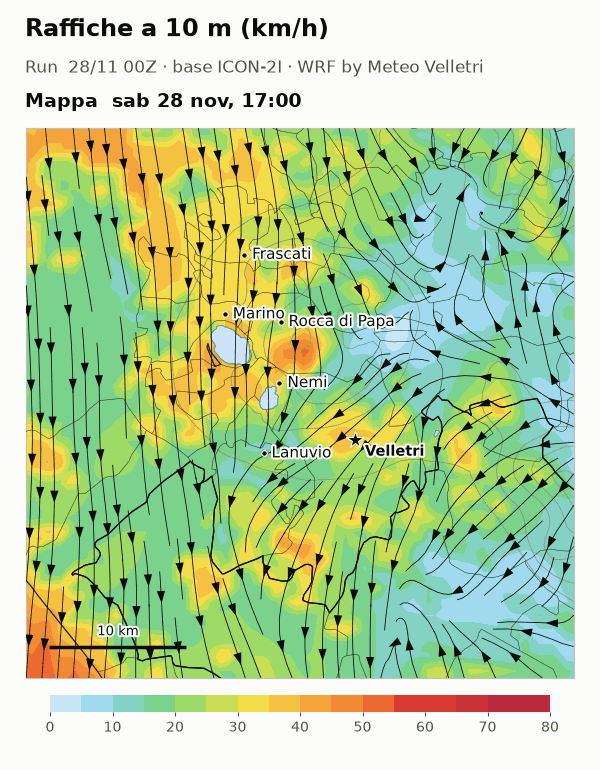 Raffiche a 10 m (km/h)
Run 28/11 00Z · base ICON-2I · WRF by Meteo Velletri
Mappa sab 28 nov, 17:00
Frascati
Marino
Rocca di Papa
Nemi
Velletri
Lanuvio
10 km
0 10 20 30 40 50 60 70 80